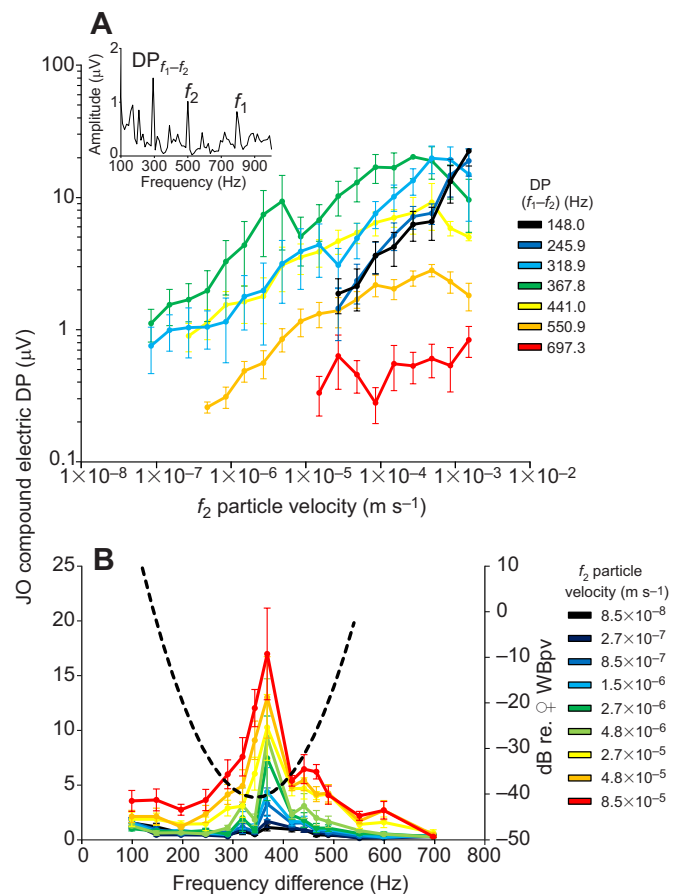 A
JO compound electric DP (μV)
100
10
1
0.1
1×10⁻⁸ 1×10⁻⁷ 1×10⁻⁶ 1×10⁻⁵ 1×10⁻⁴ 1×10⁻³ 1×10⁻²
f₂ particle velocity (m s⁻¹)
Amplitude (μV)
2
1
0
DP f₁–f₂
f₂
f₁
100 300 500 700 900
Frequency (Hz)
DP
(f₁–f₂) (Hz)
148.0
245.9
318.9
367.8
441.0
550.9
697.3
B
25
20
15
10
5
0
0 100 200 300 400 500 600 700 800
Frequency difference (Hz)
10
0
–10
–20
–30
–40
–50
dB re. ♀ WBpv
f₂ particle
velocity (m s⁻¹)
8.5×10⁻⁸
2.7×10⁻⁷
8.5×10⁻⁷
1.5×10⁻⁶
2.7×10⁻⁶
4.8×10⁻⁶
2.7×10⁻⁵
4.8×10⁻⁵
8.5×10⁻⁵